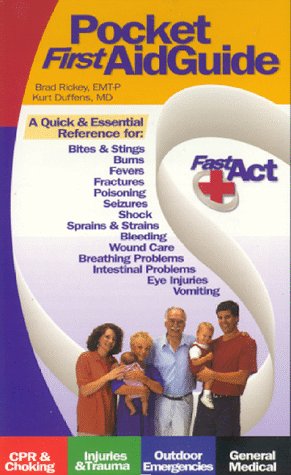 Pocket
First Aid Guide
Brad Rickey, EMT-P
Kurt Duffens, MD
A Quick & Essential
Reference for:
Bites & Stings
Burns
Fevers
Fractures
Poisoning
Seizures
Shock
Sprains & Strains
Bleeding
Wound Care
Breathing Problems
Intestinal Problems
Eye Injuries
Vomiting
Fast Act
CPR &
Choking
Injuries
& Trauma
Outdoor
Emergencies
General
Medical